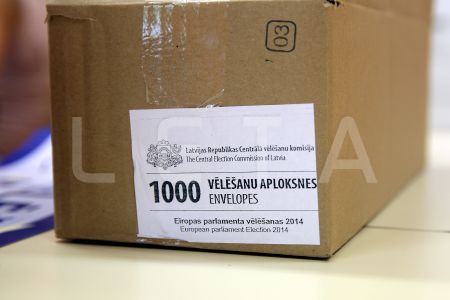 03
Latvijas Republikas Centrālā vēlēšanu komisija
The Central Election Commission of Latvia
1000 VĒLĒŠANU APLOKSNES
ENVELOPES
Eiropas parlamenta vēlēšanas 2014
European parliament Election 2014
LETA